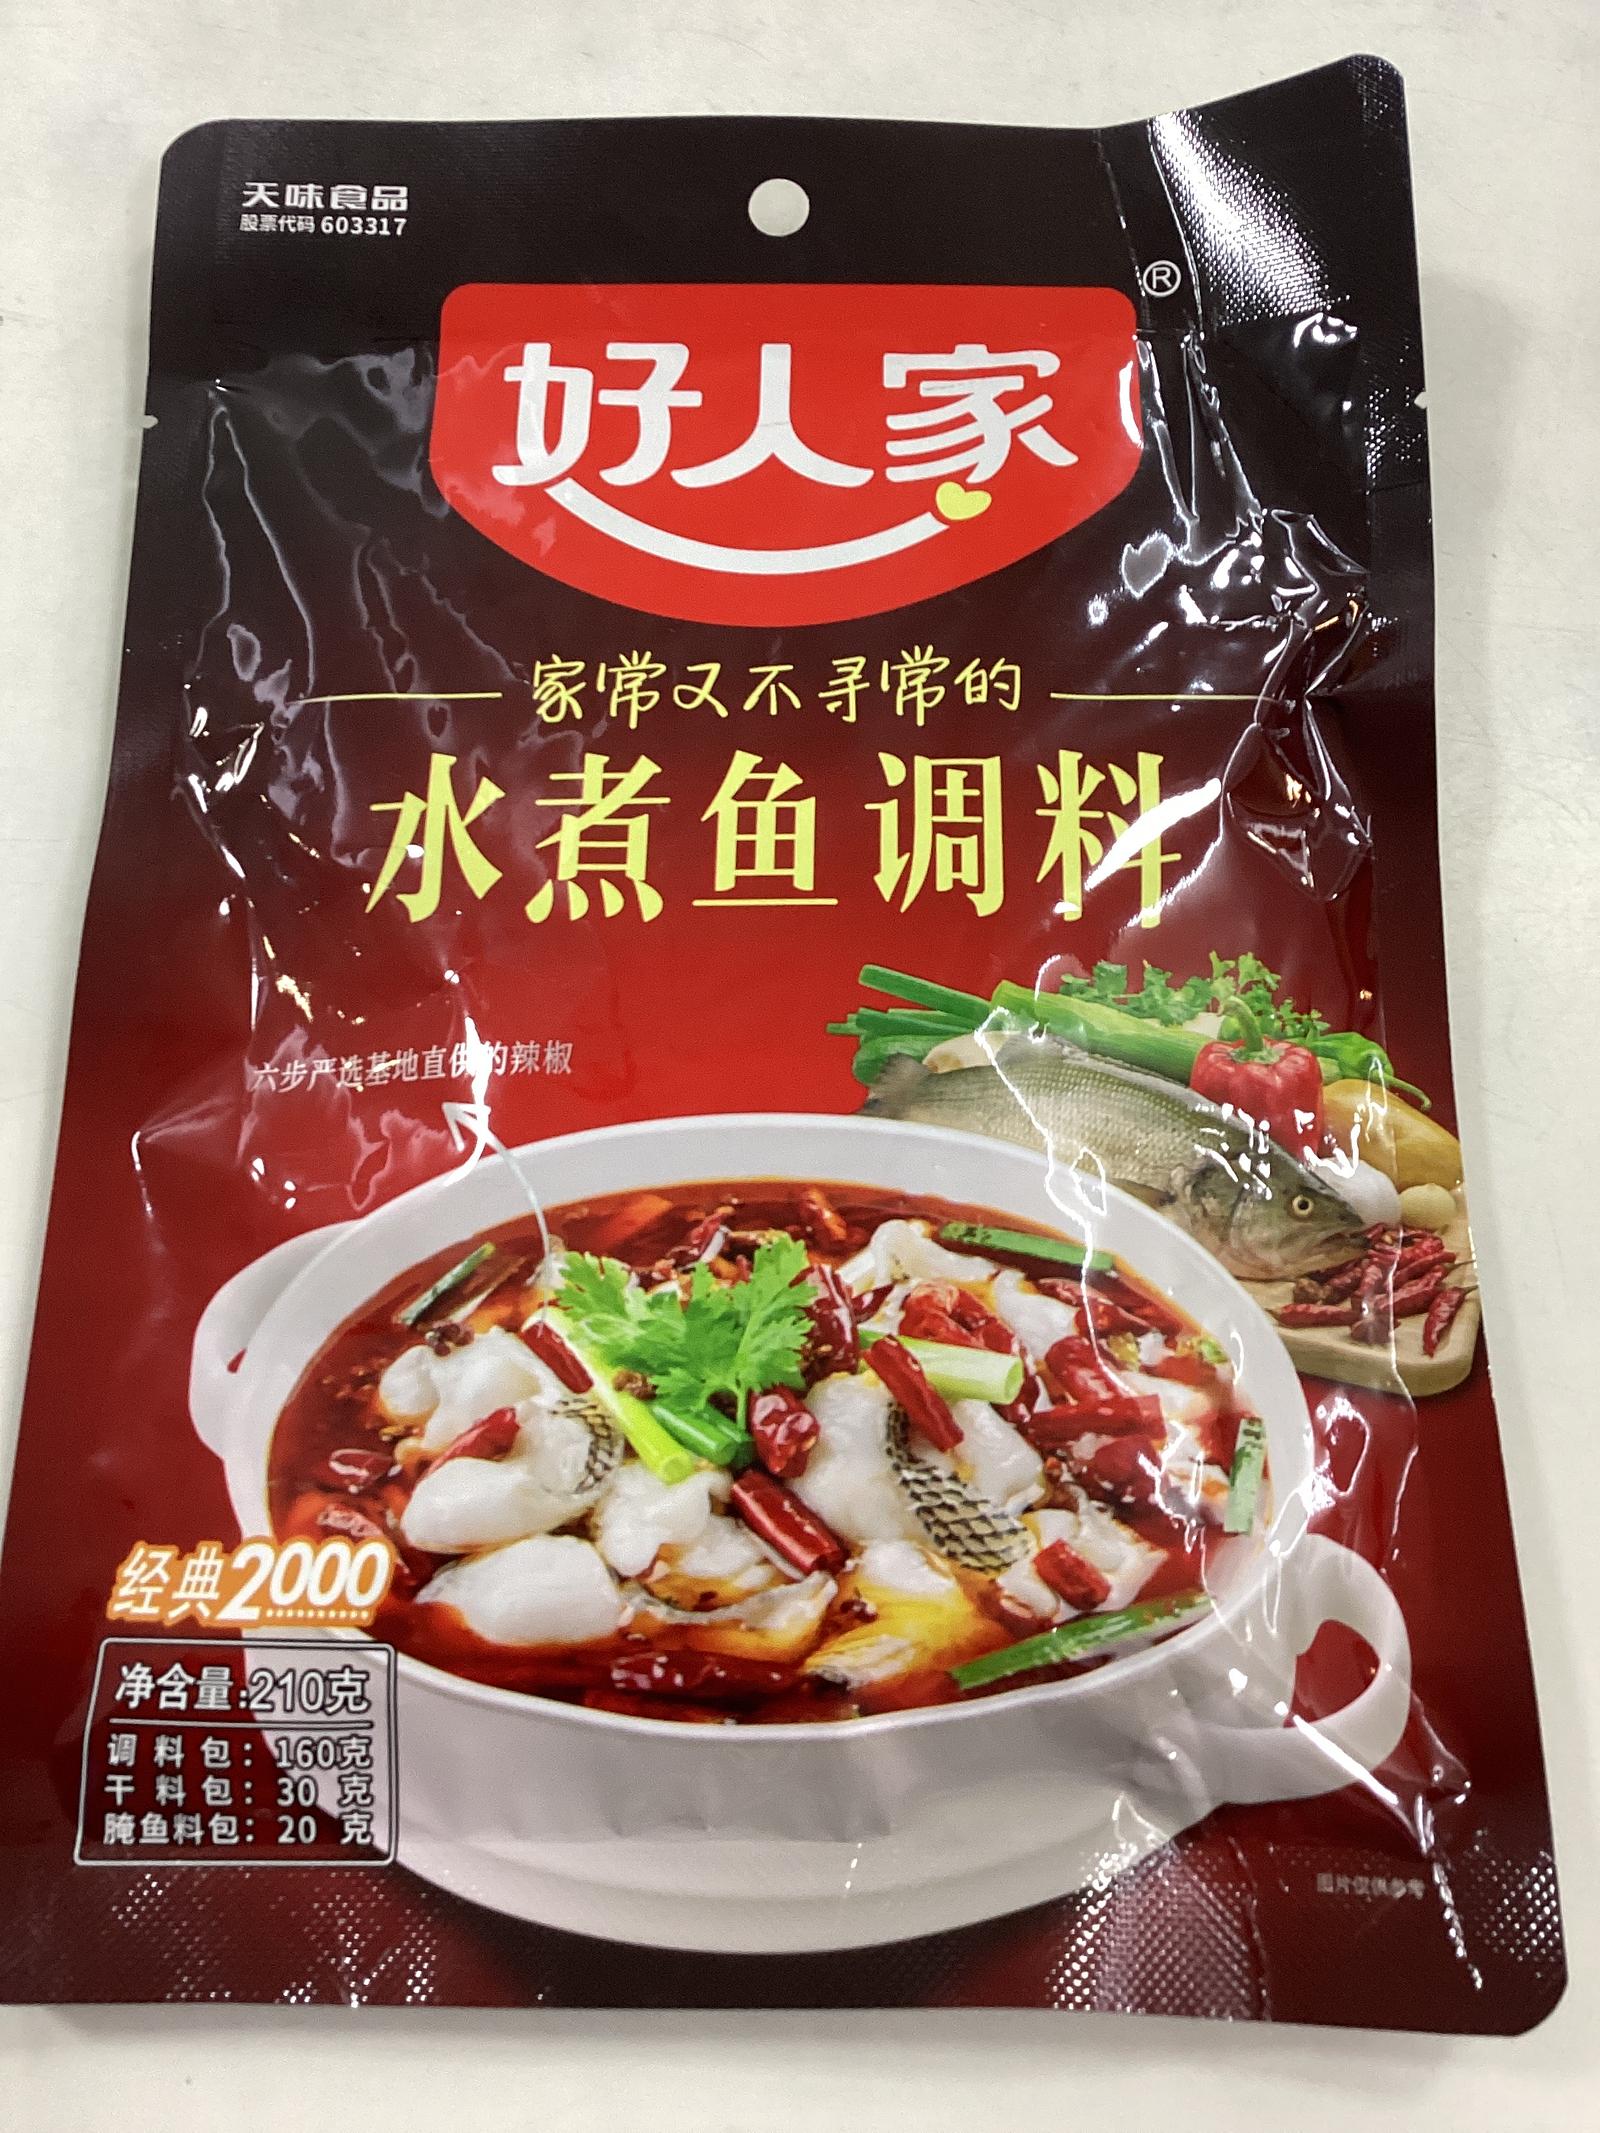 天味食品
股票代码 603317
®
好人家
家常又不寻常的
水煮鱼调料
六步严选基地直供的辣椒
经典2000
净含量:210克
调料包：160克
干料包：30 克
腌鱼料包：20 克
图片仅供参考